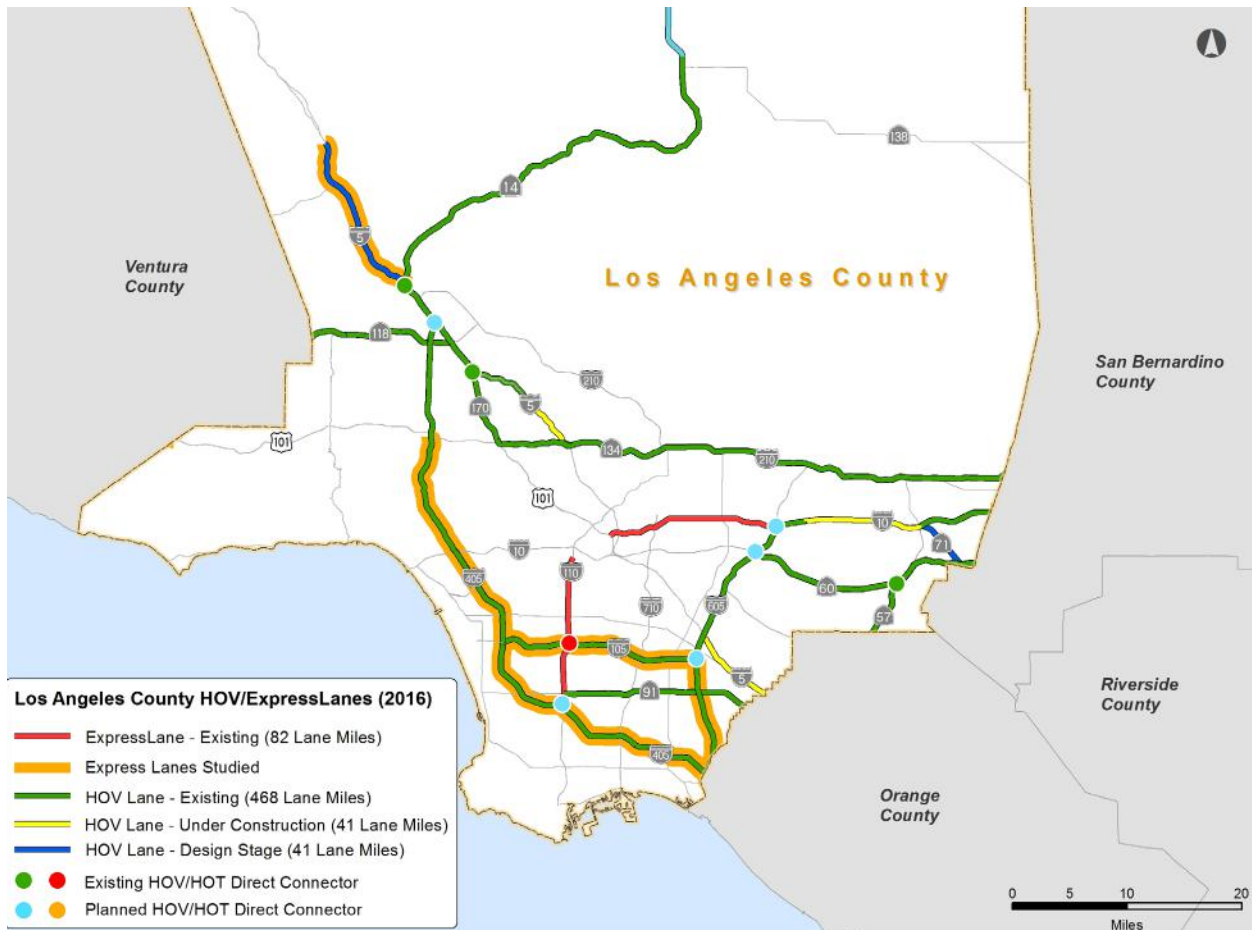 138
14
5
Ventura
County
Los Angeles County
118
San Bernardino
County
210
170
5
101
134
210
101
10
10
71
110
405
710
605
60
57
105
5
91
405
Riverside
County
Orange
County
Los Angeles County HOV/ExpressLanes (2016)
ExpressLane - Existing (82 Lane Miles)
Express Lanes Studied
HOV Lane - Existing (468 Lane Miles)
HOV Lane - Under Construction (41 Lane Miles)
HOV Lane - Design Stage (41 Lane Miles)
Existing HOV/HOT Direct Connector
Planned HOV/HOT Direct Connector
0 5 10 20
Miles